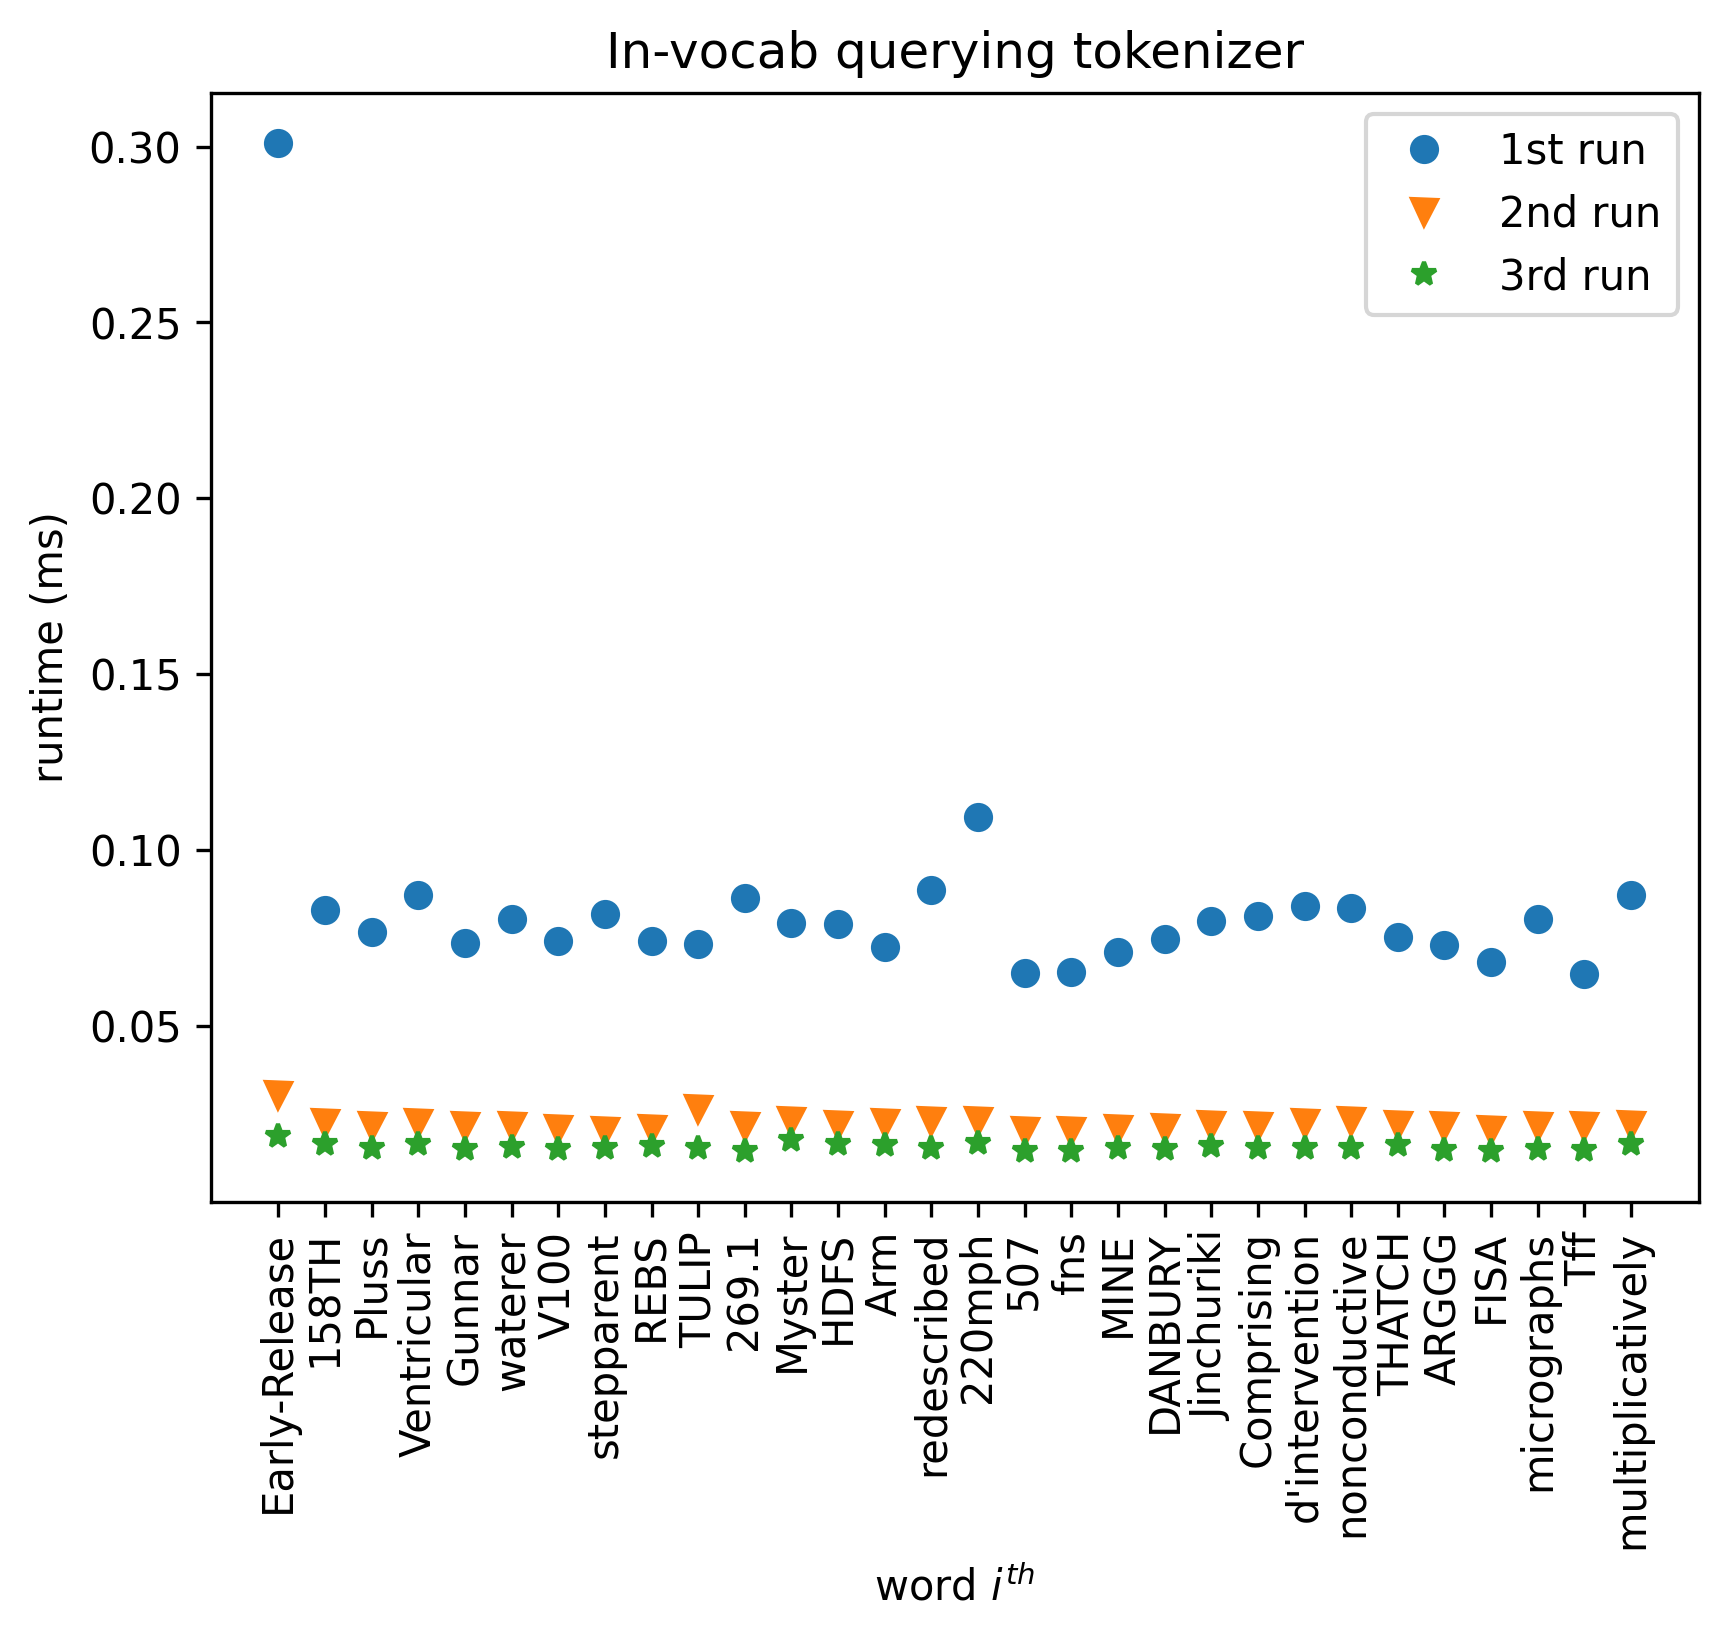 In-vocab querying tokenizer
1st run
2nd run
3rd run
runtime (ms)
0.30
0.25
0.20
0.15
0.10
0.05
Early-Release
158TH
Pluss
Ventricular
Gunnar
waterer
V100
stepparent
REBS
TULIP
269.1
Myster
HDFS
Arm
redescribed
220mph
507
fns
MINE
DANBURY
Jinchuriki
Comprising
d'intervention
nonconductive
THATCH
ARGGG
FISA
micrographs
Tff
multiplicatively
word i^th